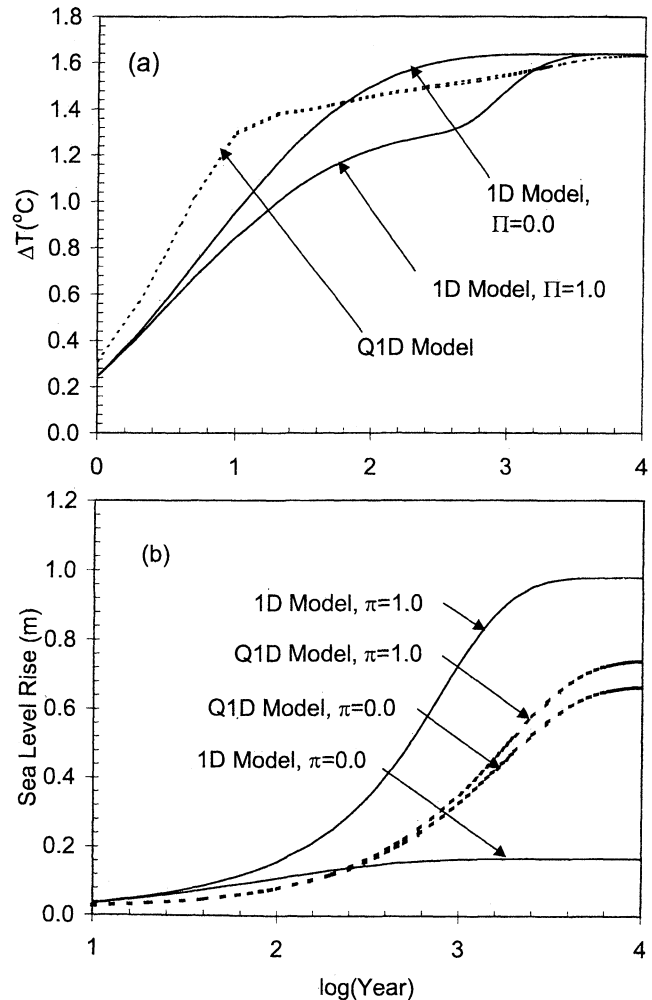 1.8
(a)
1.6
1.4
1.2
1.0
0.8
0.6
0.4
0.2
0.0
ΔT(°C)
1D Model,
Π=0.0
1D Model, Π=1.0
Q1D Model
0 1 2 3 4
1.2
(b)
1.0
0.8
0.6
0.4
0.2
0.0
Sea Level Rise (m)
1D Model, π=1.0
Q1D Model, π=1.0
Q1D Model, π=0.0
1D Model, π=0.0
1 2 3 4
log(Year)